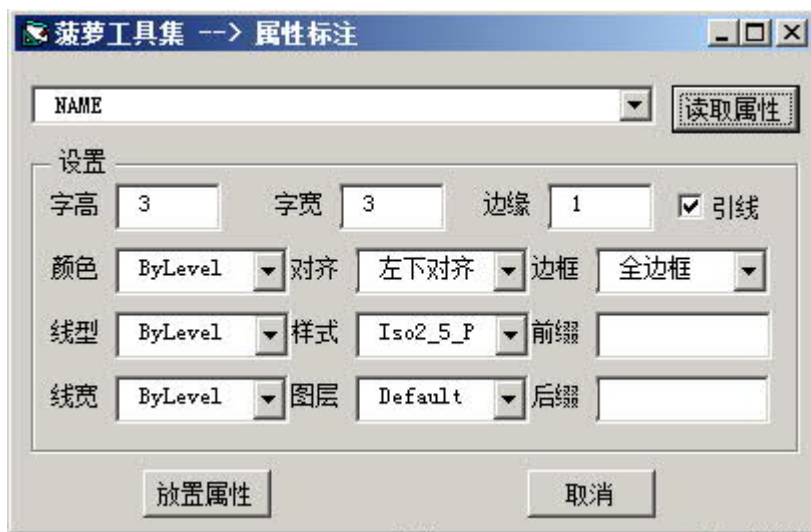 菠萝工具集 --> 属性标注
NAME 读取属性
设置
字高 3 字宽 3 边缘 1 引线
颜色 ByLevel 对齐 左下对齐 边框 全边框
线型 ByLevel 样式 Iso2_5_P 前缀
线宽 ByLevel 图层 Default 后缀
放置属性 取消